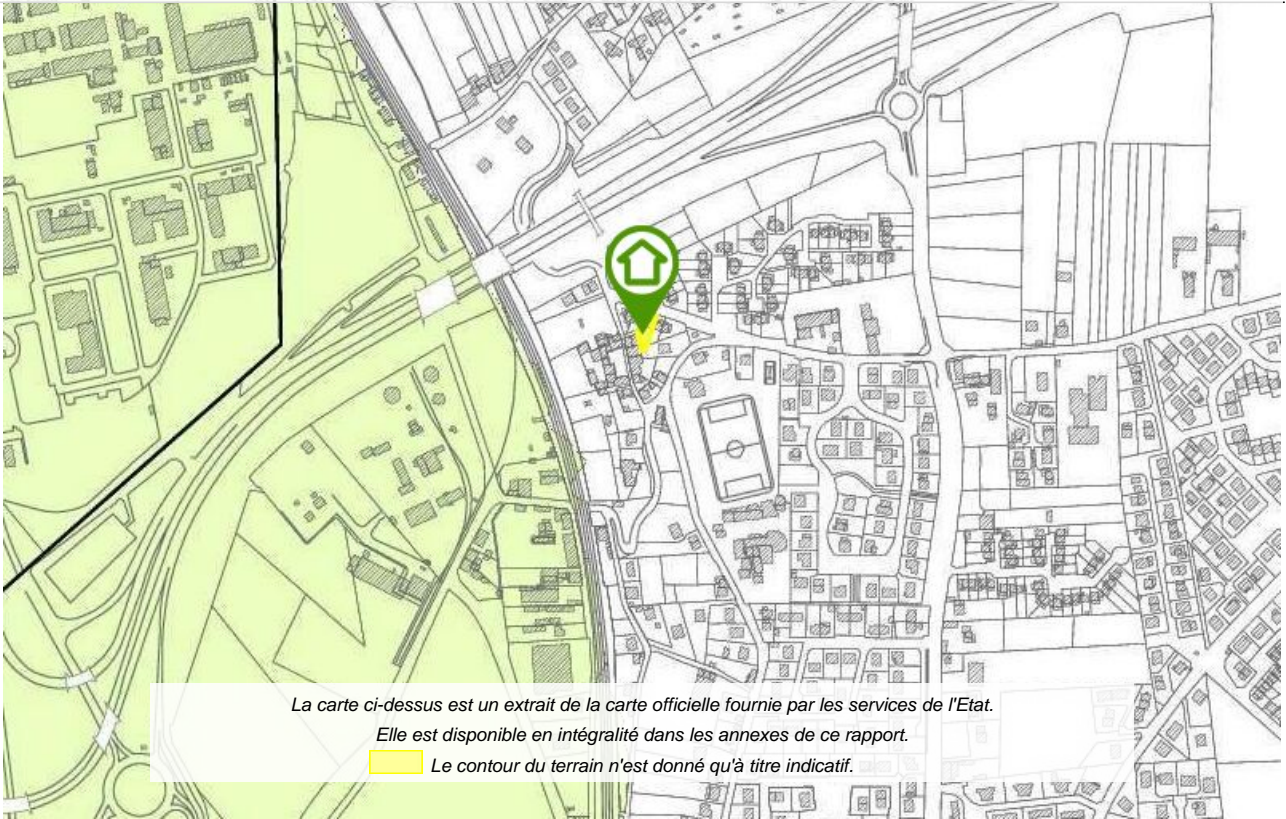 La carte ci-dessus est un extrait de la carte officielle fournie par les services de l'Etat.
Elle est disponible en intégralité dans les annexes de ce rapport.
Le contour du terrain n'est donné qu'à titre indicatif.